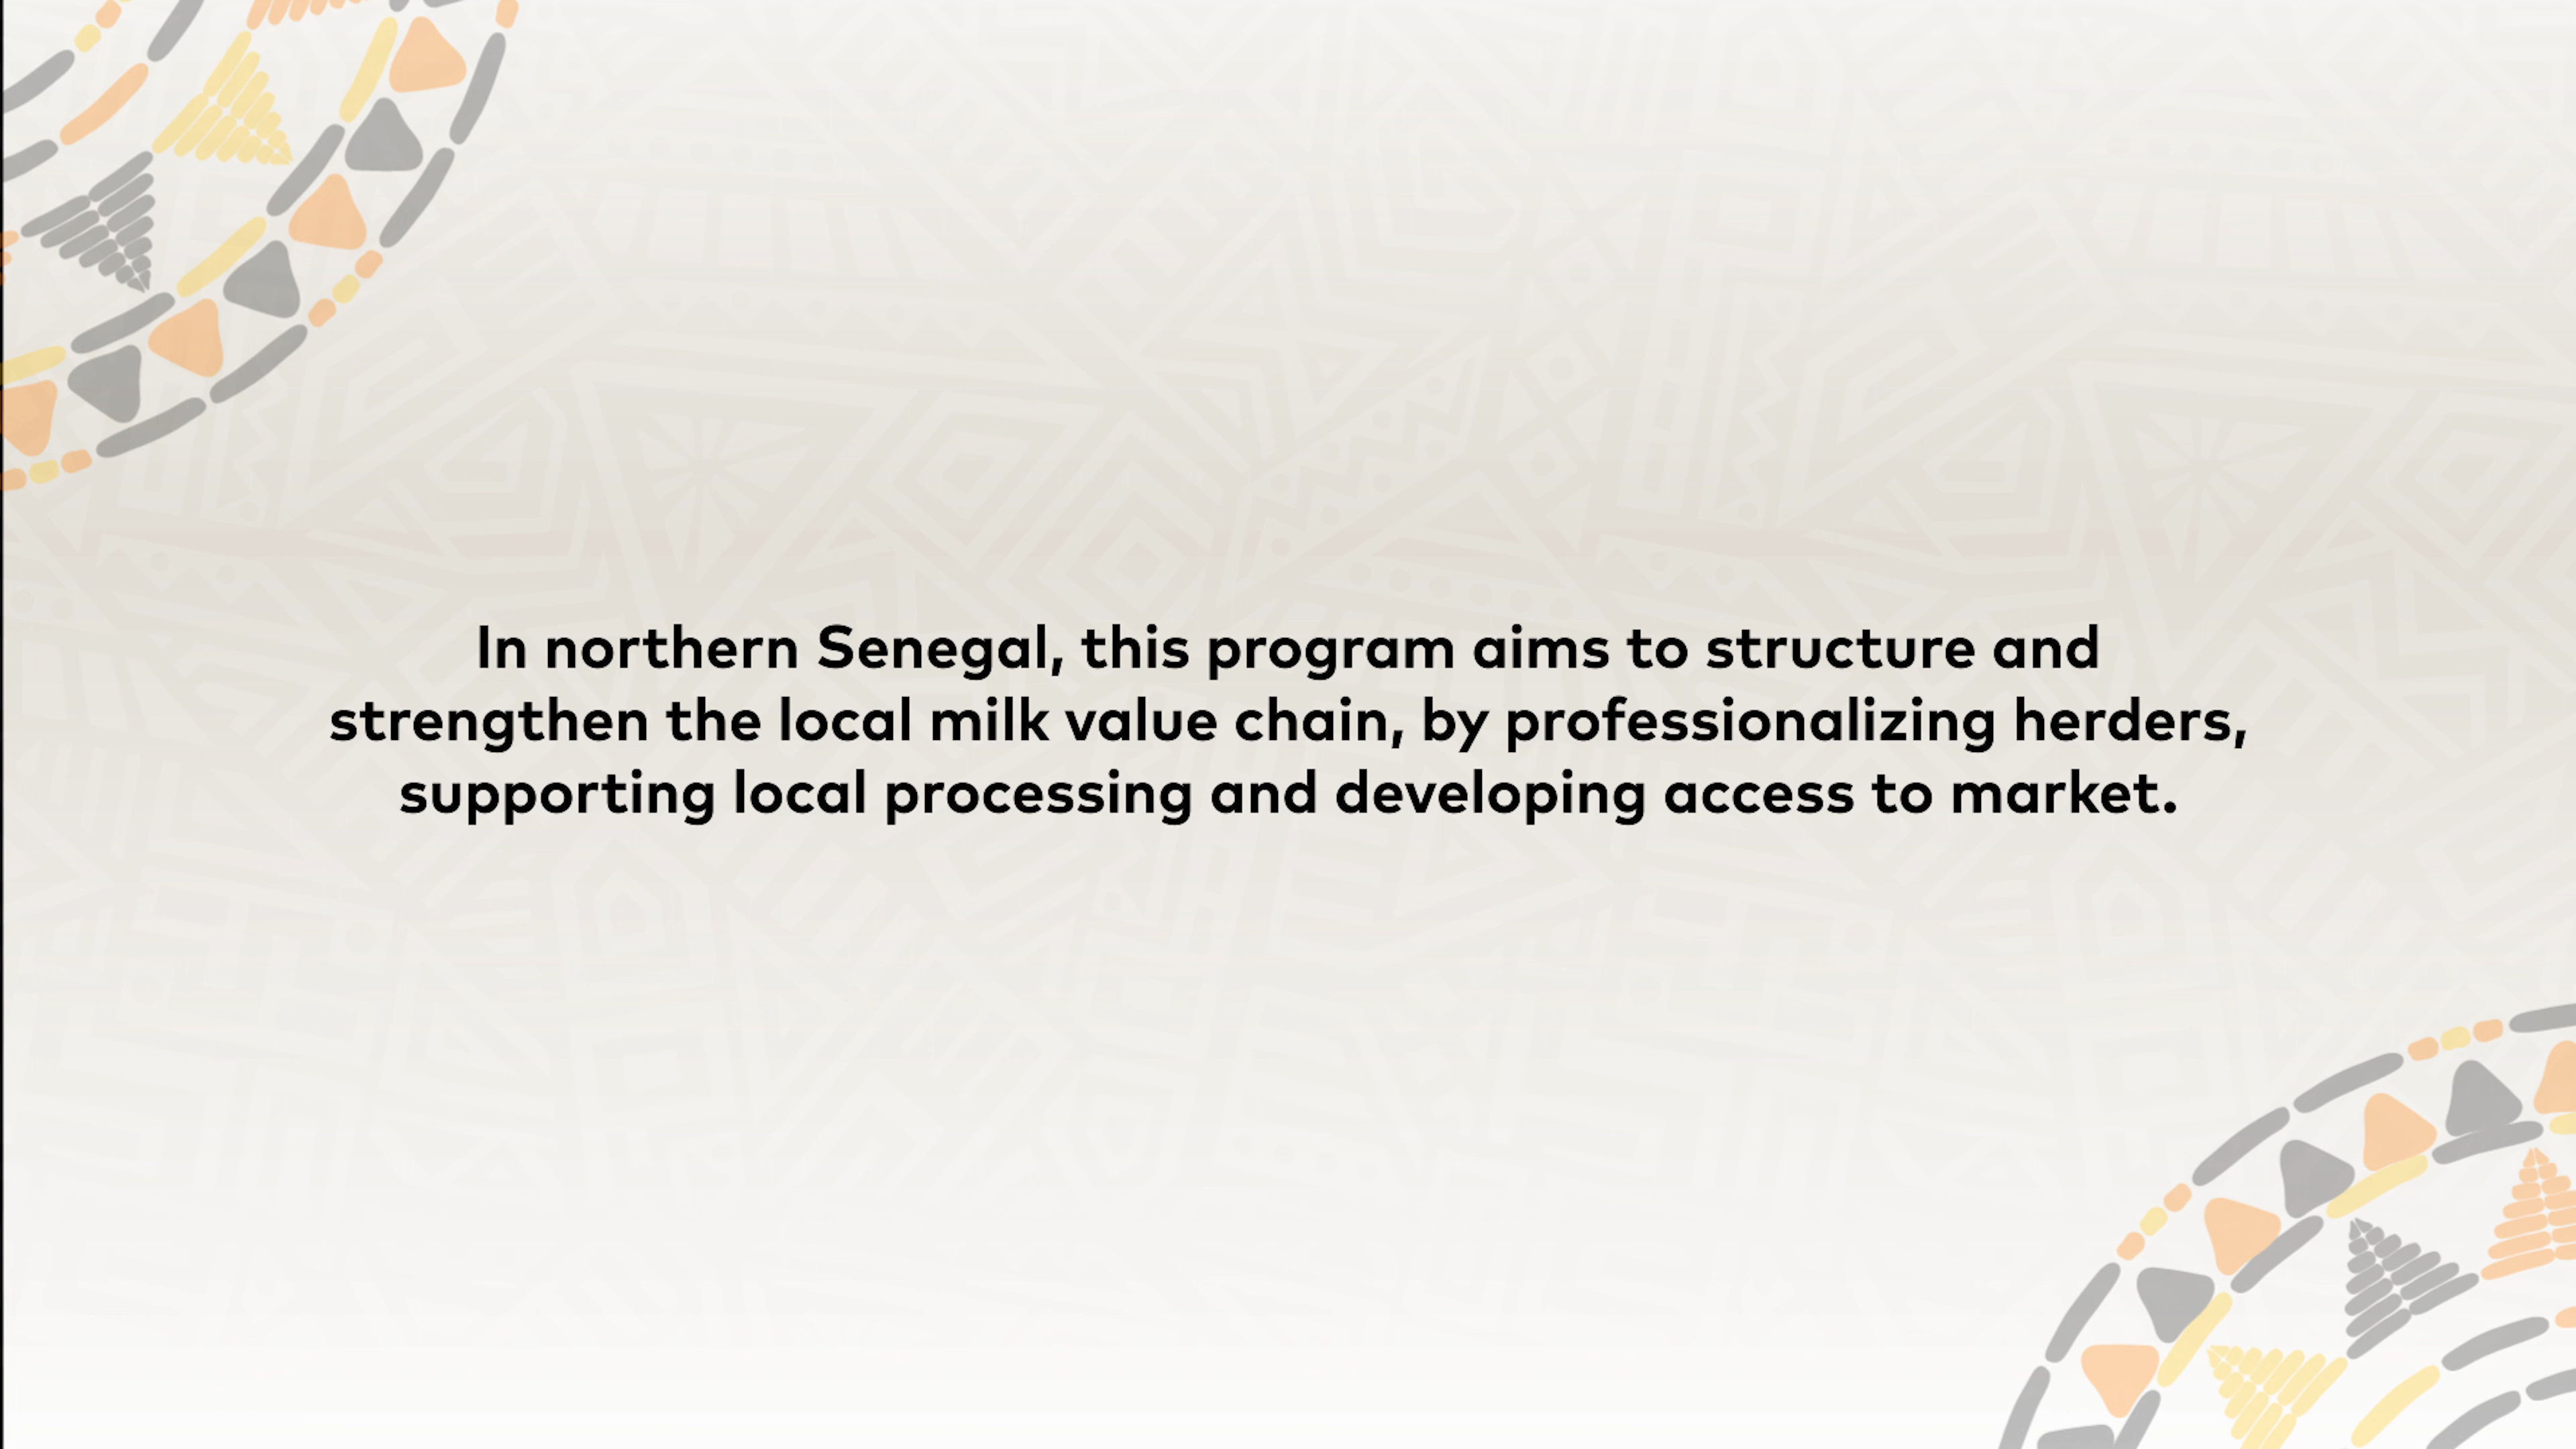 In northern Senegal, this program aims to structure and
strengthen the local milk value chain, by professionalizing herders,
supporting local processing and developing access to market.